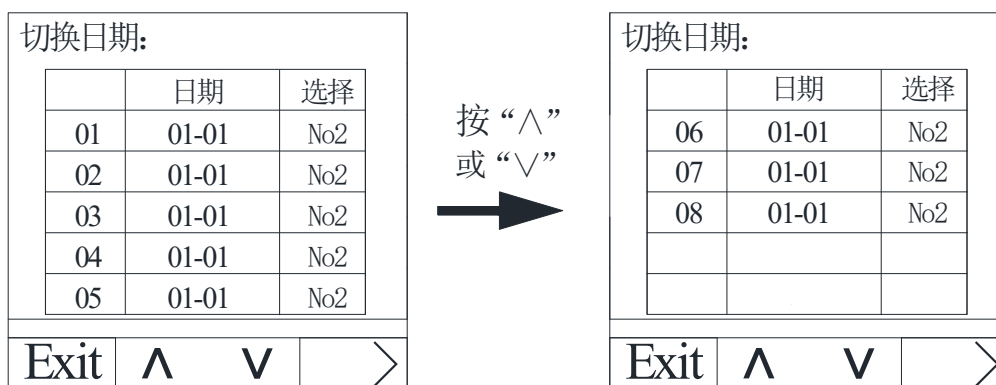 切换日期:
日期 选择
01 01-01 No2
02 01-01 No2
03 01-01 No2
04 01-01 No2
05 01-01 No2
Exit ∧ ∨ >
按“∧”
或“∨”
切换日期:
日期 选择
06 01-01 No2
07 01-01 No2
08 01-01 No2
Exit ∧ ∨ >